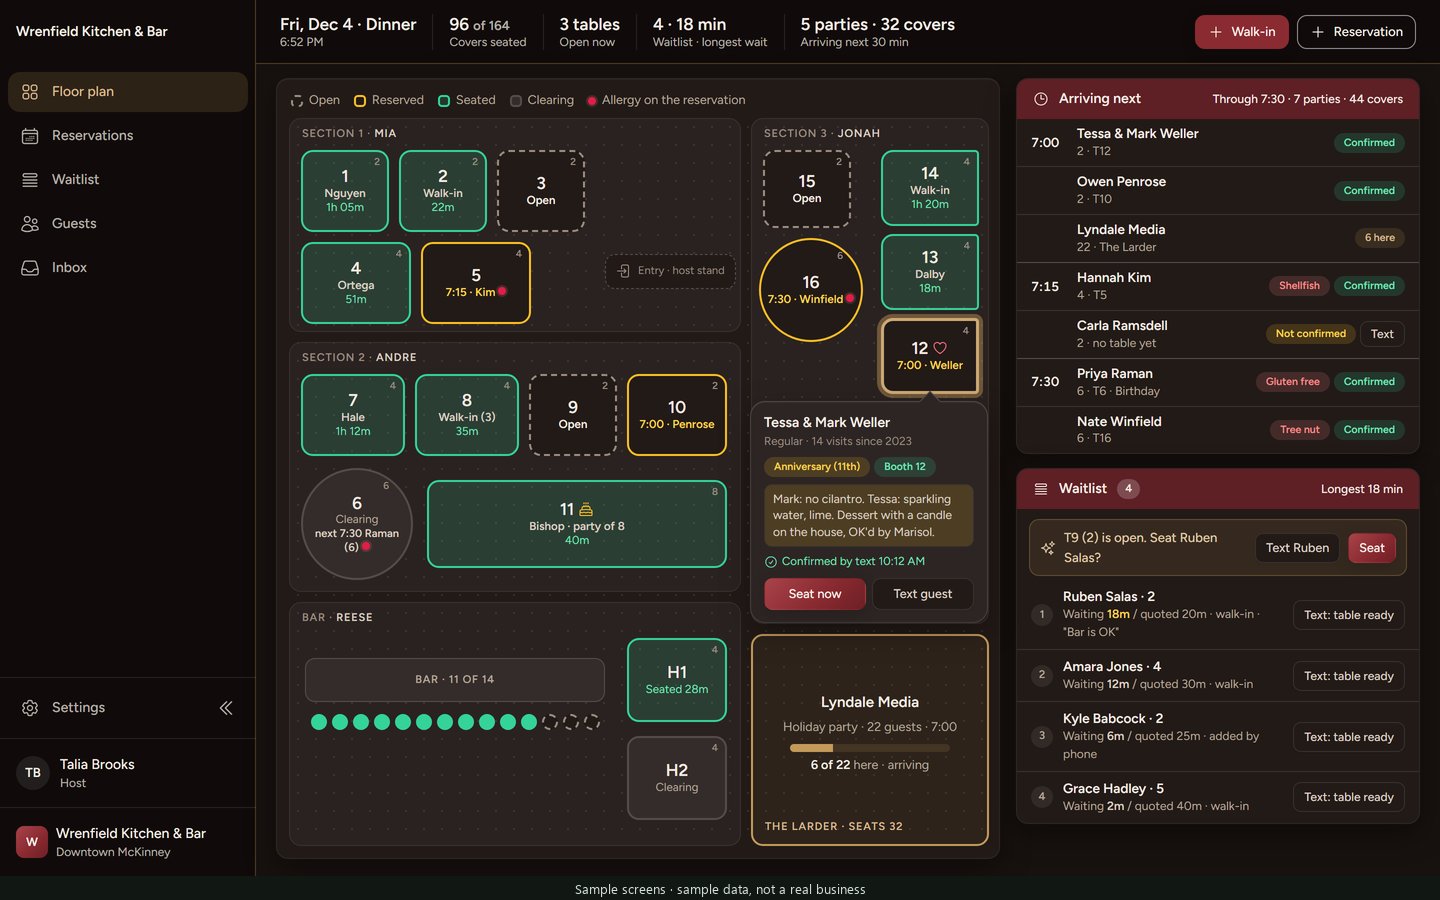 Wrenfield Kitchen & Bar
Floor plan
Reservations
Waitlist
Guests
Inbox
Settings
TB
Talia Brooks
Host
W
Wrenfield Kitchen & Bar
Downtown McKinney
Fri, Dec 4 · Dinner
6:52 PM
96 of 164
Covers seated
3 tables
Open now
4 · 18 min
Waitlist · longest wait
5 parties · 32 covers
Arriving next 30 min
+ Walk-in
+ Reservation
Open
Reserved
Seated
Clearing
Allergy on the reservation
SECTION 1 · MIA
2
1
Nguyen
1h 05m
2
2
Walk-in
22m
2
3
Open
4
4
Ortega
51m
4
5
7:15 · Kim
Entry · host stand
SECTION 2 · ANDRE
4
7
Hale
1h 12m
4
8
Walk-in (3)
35m
2
9
Open
2
10
7:00 · Penrose
6
6
Clearing
next 7:30 Raman
(6)
8
11
Bishop · party of 8
40m
BAR · REESE
BAR · 11 OF 14
4
H1
Seated 28m
4
H2
Clearing
SECTION 3 · JONAH
2
15
Open
4
14
Walk-in
1h 20m
6
16
7:30 · Winfield
4
13
Dalby
18m
4
12
7:00 · Weller
Tessa & Mark Weller
Regular · 14 visits since 2023
Anniversary (11th)
Booth 12
Mark: no cilantro. Tessa: sparkling
water, lime. Dessert with a candle
on the house, OK'd by Marisol.
Confirmed by text 10:12 AM
Seat now
Text guest
Lyndale Media
Holiday party · 22 guests · 7:00
6 of 22 here · arriving
THE LARDER · SEATS 32
Arriving next
Through 7:30 · 7 parties · 44 covers
7:00
Tessa & Mark Weller
2 · T12
Confirmed
Owen Penrose
2 · T10
Confirmed
Lyndale Media
22 · The Larder
6 here
7:15
Hannah Kim
4 · T5
Shellfish
Confirmed
Carla Ramsdell
2 · no table yet
Not confirmed
Text
7:30
Priya Raman
6 · T6 · Birthday
Gluten free
Confirmed
Nate Winfield
6 · T16
Tree nut
Confirmed
Waitlist
4
Longest 18 min
T9 (2) is open. Seat Ruben
Salas?
Text Ruben
Seat
1
Ruben Salas · 2
Waiting 18m / quoted 20m · walk-in ·
"Bar is OK"
Text: table ready
2
Amara Jones · 4
Waiting 12m / quoted 30m · walk-in
Text: table ready
3
Kyle Babcock · 2
Waiting 6m / quoted 25m · added by
phone
Text: table ready
4
Grace Hadley · 5
Waiting 2m / quoted 40m · walk-in
Text: table ready
Sample screens · sample data, not a real business